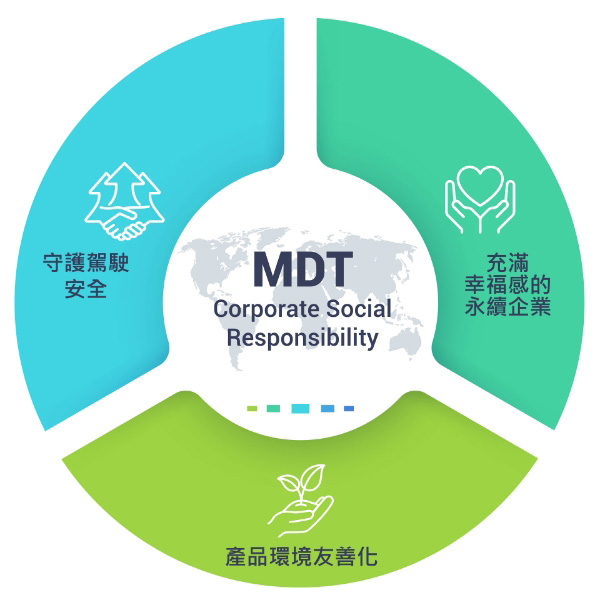 守護駕駛
安全
充滿
幸福感的
永續企業
MDT
Corporate Social
Responsibility
產品環境友善化